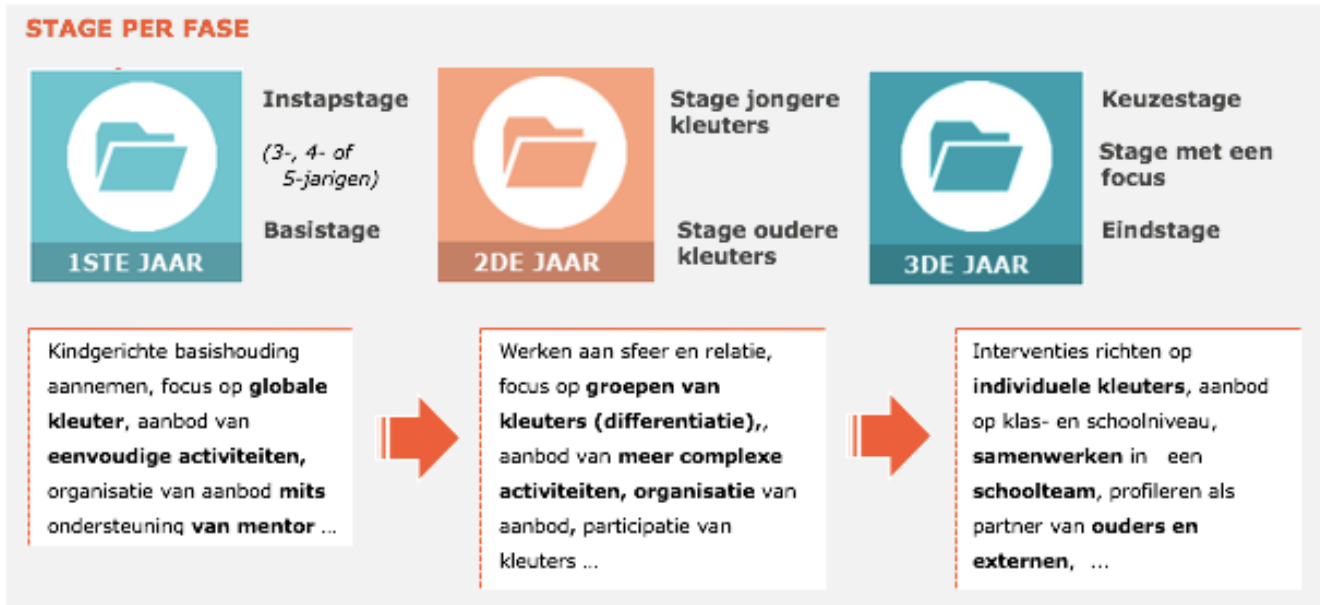 STAGE PER FASE
1STE JAAR
Instapstage
(3-, 4- of
5-jarigen)
Basistage
2DE JAAR
Stage jongere
kleuters
Stage oudere
kleuters
3DE JAAR
Keuzestage
Stage met een
focus
Eindstage
Kindgerichte basishouding
aannemen, focus op globale
kleuter, aanbod van
eenvoudige activiteiten,
organisatie van aanbod mits
ondersteuning van mentor ...
Werken aan sfeer en relatie,
focus op groepen van
kleuters (differentiatie),,
aanbod van meer complexe
activiteiten, organisatie van
aanbod, participatie van
kleuters ...
Interventies richten op
individuele kleuters, aanbod
op klas- en schoolniveau,
samenwerken in een
schoolteam, profileren als
partner van ouders en
externen, ...